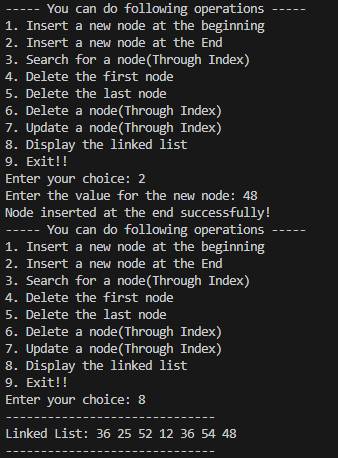 ----- You can do following operations -----
1. Insert a new node at the beginning
2. Insert a new node at the End
3. Search for a node(Through Index)
4. Delete the first node
5. Delete the last node
6. Delete a node(Through Index)
7. Update a node(Through Index)
8. Display the linked list
9. Exit!!
Enter your choice: 2
Enter the value for the new node: 48
Node inserted at the end successfully!
----- You can do following operations -----
1. Insert a new node at the beginning
2. Insert a new node at the End
3. Search for a node(Through Index)
4. Delete the first node
5. Delete the last node
6. Delete a node(Through Index)
7. Update a node(Through Index)
8. Display the linked list
9. Exit!!
Enter your choice: 8
------------------------------
Linked List: 36 25 52 12 36 54 48
------------------------------